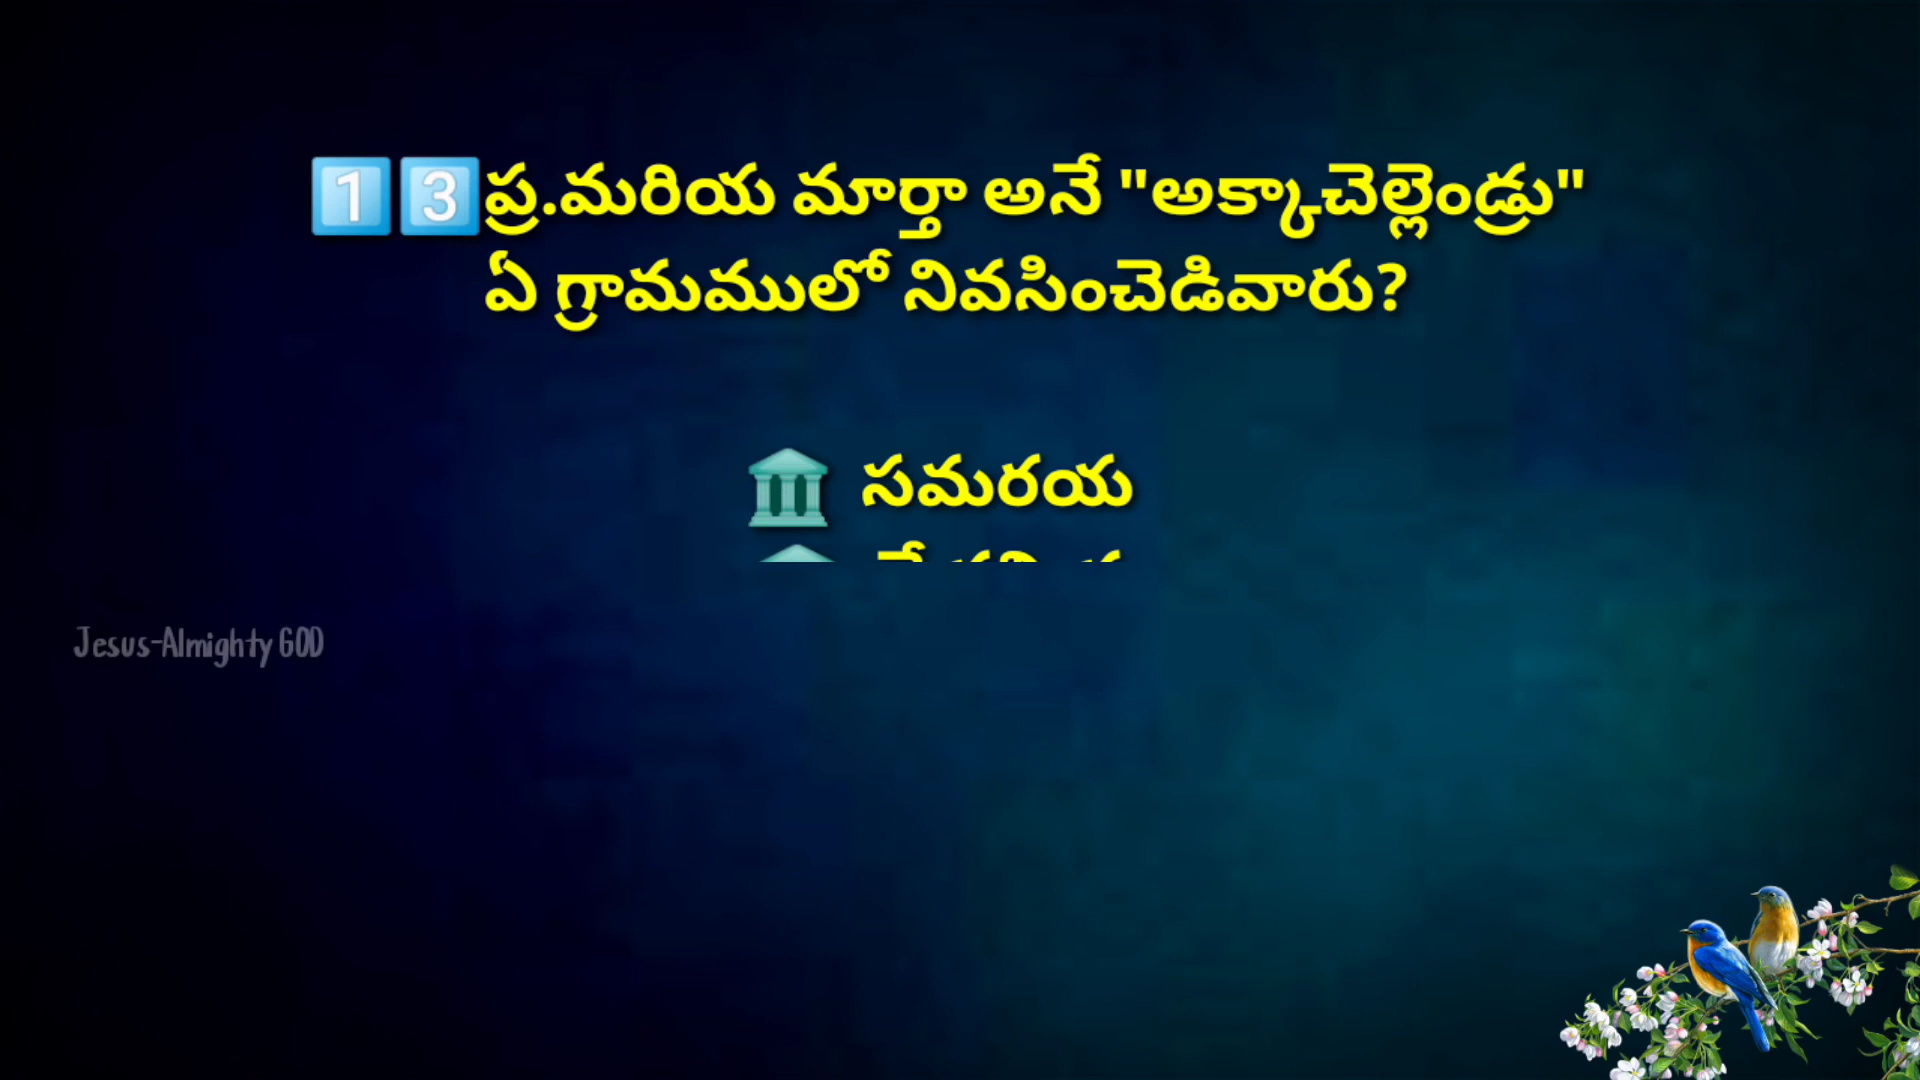 1️⃣3️⃣ప్ర.మరియ మార్తా అనే "అక్కాచెల్లెండ్రు"
ఏ గ్రామములో నివసించెడివారు?
🏛 సమరయ
Jesus-Almighty GOD